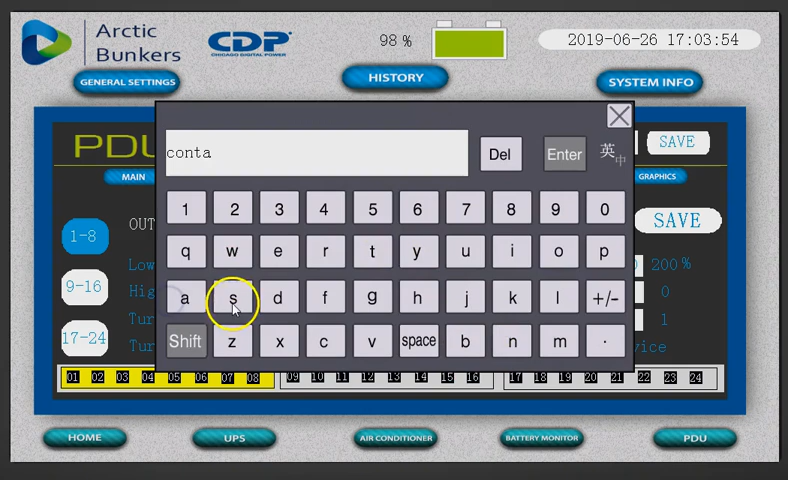 Arctic
Bunkers
CDP
CHICAGO DIGITAL POWER
98 %
2019-06-26 17:03:54
GENERAL SETTINGS
HISTORY
SYSTEM INFO
PDU
SAVE
MAIN
GRAPHICS
conta
Del
Enter
英中
1 2 3 4 5 6 7 8 9 0
q w e r t y u i o p
a s d f g h j k l +/-
Shift z x c v space b n m .
1-8
OUT
SAVE
Low
200%
9-16
Hig
0
Tur
1
17-24
Tur
vice
01 02 03 04 05 06 07 08 09 10 11 12 13 14 15 16 17 18 19 20 21 22 23 24
HOME
UPS
AIR CONDITIONER
BATTERY MONITOR
PDU